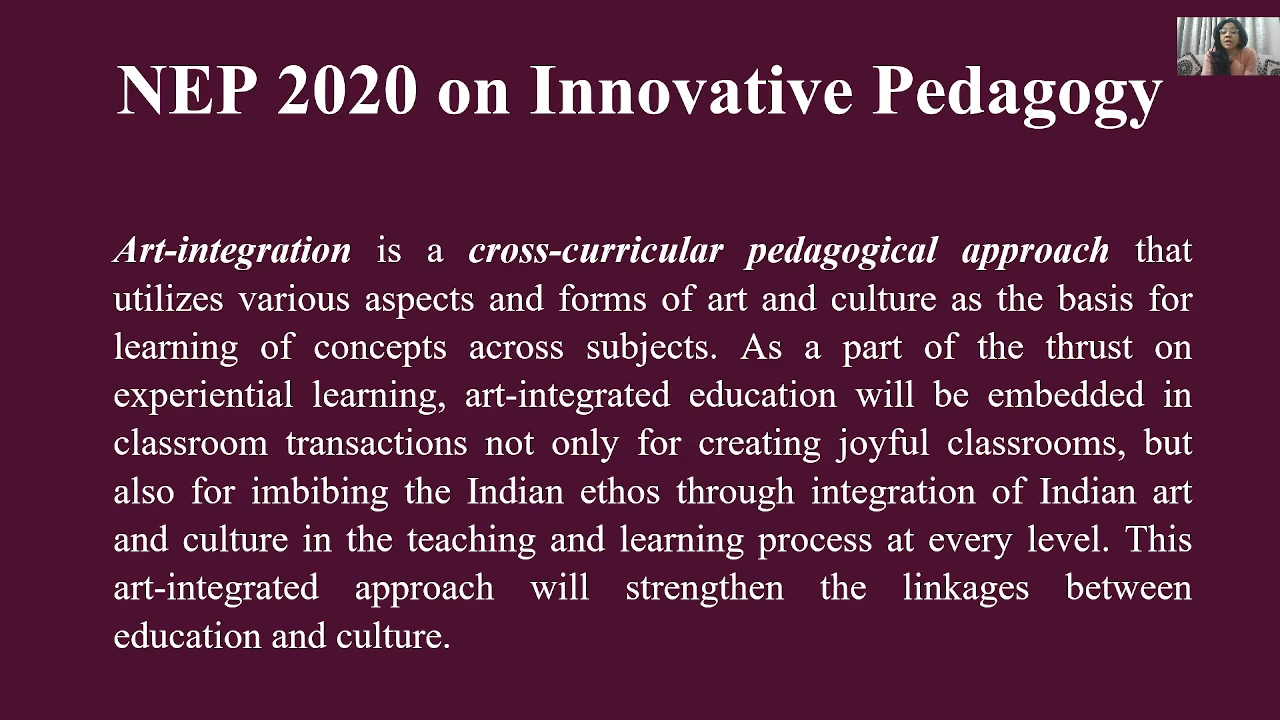 NEP 2020 on Innovative Pedagogy
Art-integration is a cross-curricular pedagogical approach that
utilizes various aspects and forms of art and culture as the basis for
learning of concepts across subjects. As a part of the thrust on
experiential learning, art-integrated education will be embedded in
classroom transactions not only for creating joyful classrooms, but
also for imbibing the Indian ethos through integration of Indian art
and culture in the teaching and learning process at every level. This
art-integrated approach will strengthen the linkages between
education and culture.